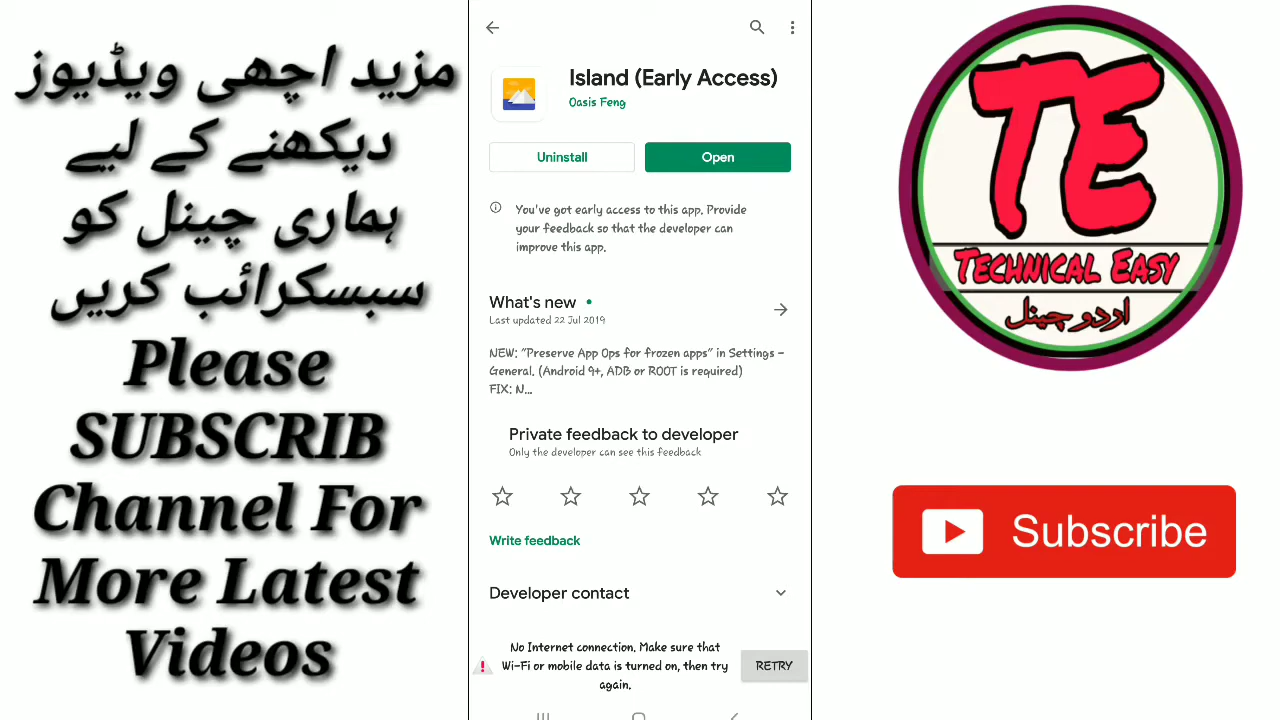 مزید اچھی ویڈیوز
دیکھنے کے لیے
ہماری چینل کو
سبسکرائب کریں
Please
SUBSCRIB
Channel For
More Latest
Videos
Island (Early Access)
Oasis Feng
Uninstall
Open
You've got early access to this app. Provide
your feedback so that the developer can
improve this app.
What's new
Last updated 22 Jul 2019
NEW: "Preserve App Ops for frozen apps" in Settings -
General. (Android 9+, ADB or ROOT is required)
FIX: N...
Private feedback to developer
Only the developer can see this feedback
Write feedback
Developer contact
No Internet connection. Make sure that
Wi-Fi or mobile data is turned on, then try
again.
RETRY
TE
TECHNICAL EASY
اردو چینل
Subscribe